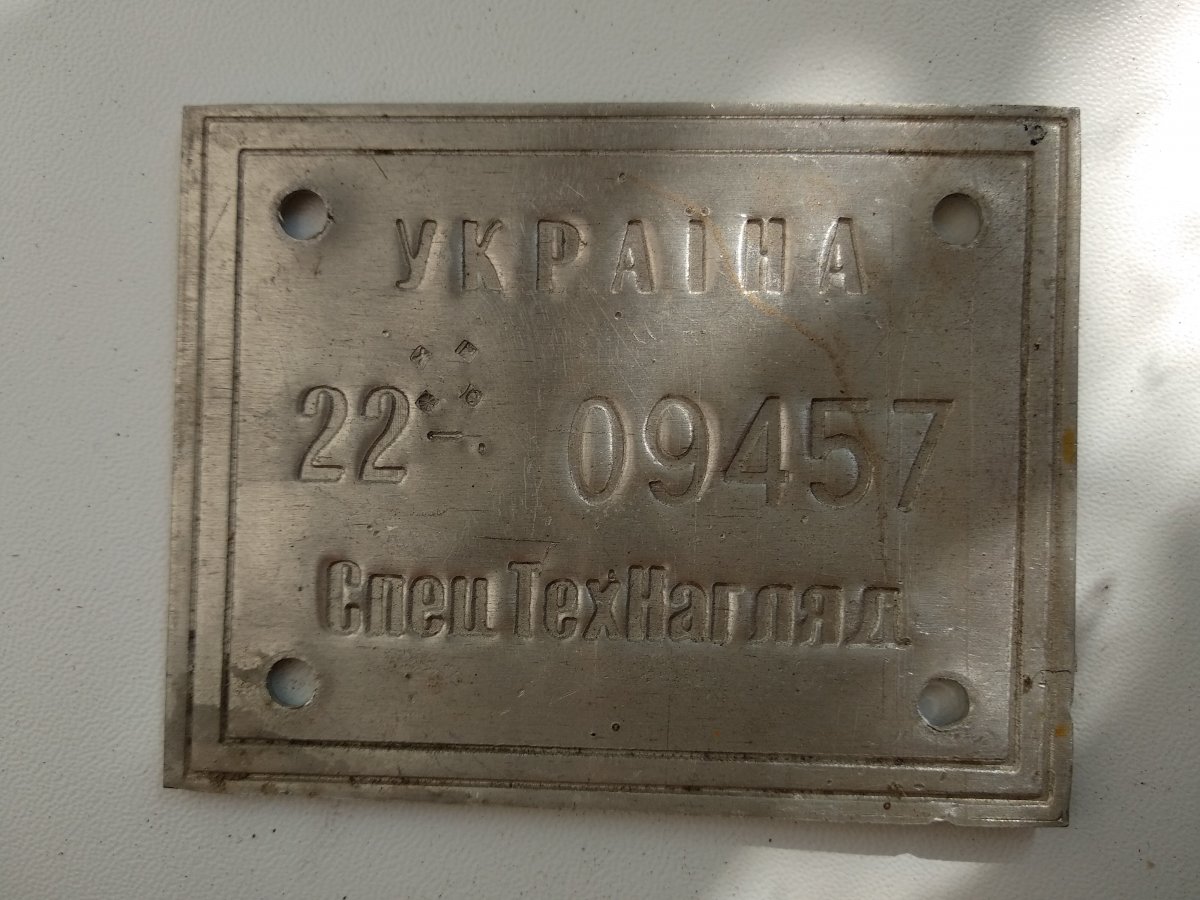 УКРАЇНА
22 – 09457
СпецТехНагляд